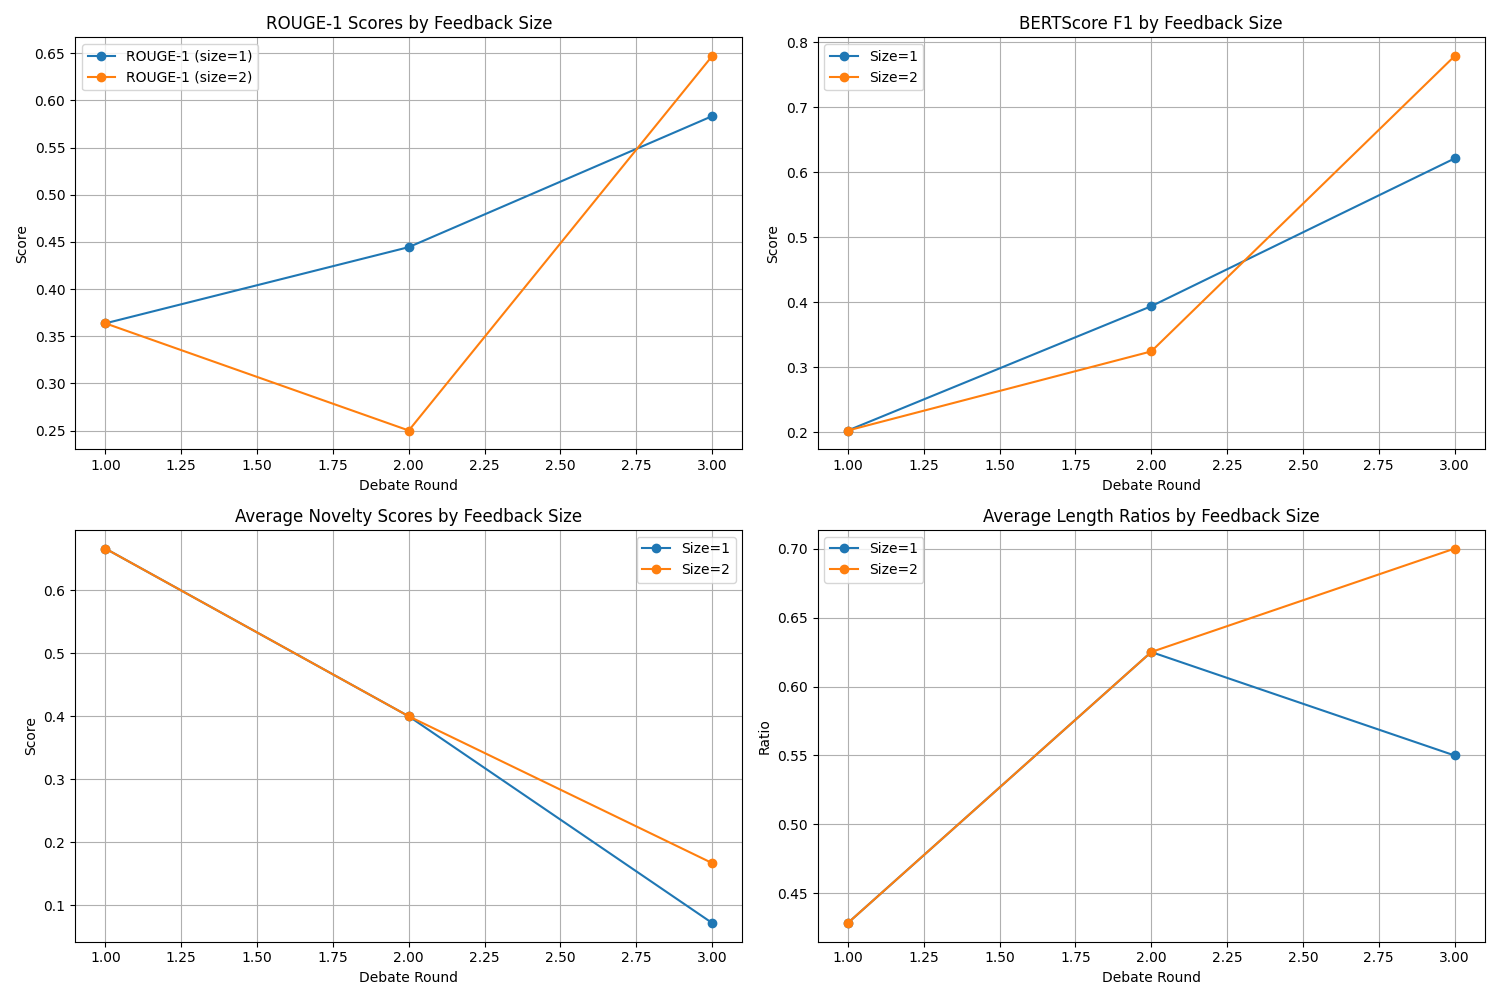 ROUGE-1 Scores by Feedback Size
ROUGE-1 (size=1)
ROUGE-1 (size=2)
Score
0.65
0.60
0.55
0.50
0.45
0.40
0.35
0.30
0.25
1.00 1.25 1.50 1.75 2.00 2.25 2.50 2.75 3.00
Debate Round
BERTScore F1 by Feedback Size
Size=1
Size=2
Score
0.8
0.7
0.6
0.5
0.4
0.3
0.2
1.00 1.25 1.50 1.75 2.00 2.25 2.50 2.75 3.00
Debate Round
Average Novelty Scores by Feedback Size
Size=1
Size=2
Score
0.6
0.5
0.4
0.3
0.2
0.1
1.00 1.25 1.50 1.75 2.00 2.25 2.50 2.75 3.00
Debate Round
Average Length Ratios by Feedback Size
Size=1
Size=2
Ratio
0.70
0.65
0.60
0.55
0.50
0.45
1.00 1.25 1.50 1.75 2.00 2.25 2.50 2.75 3.00
Debate Round